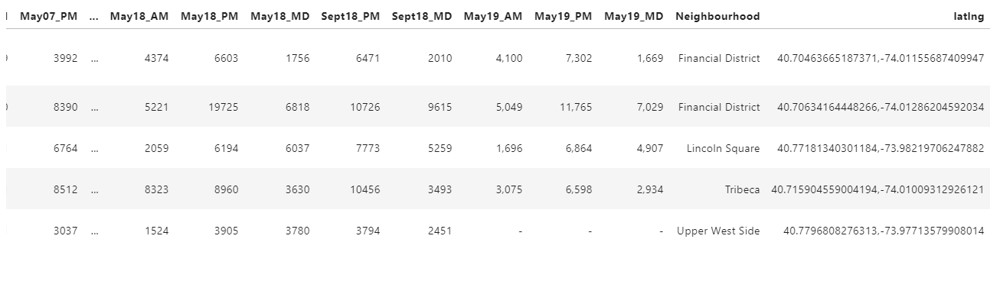 May07_PM ... May18_AM May18_PM May18_MD Sept18_PM Sept18_MD May19_AM May19_PM May19_MD Neighbourhood latlng
3992 ... 4374 6603 1756 6471 2010 4,100 7,302 1,669 Financial District 40.70463665187371,-74.01155687409947
8390 ... 5221 19725 6818 10726 9615 5,049 11,765 7,029 Financial District 40.70634164448266,-74.01286204592034
6764 ... 2059 6194 6037 7773 5259 1,696 6,864 4,907 Lincoln Square 40.77181340301184,-73.98219706247882
8512 ... 8323 8960 3630 10456 3493 3,075 6,598 2,934 Tribeca 40.715904559004194,-74.01009312926121
3037 ... 1524 3905 3780 3794 2451 - - - Upper West Side 40.7796808276313,-73.97713579908014